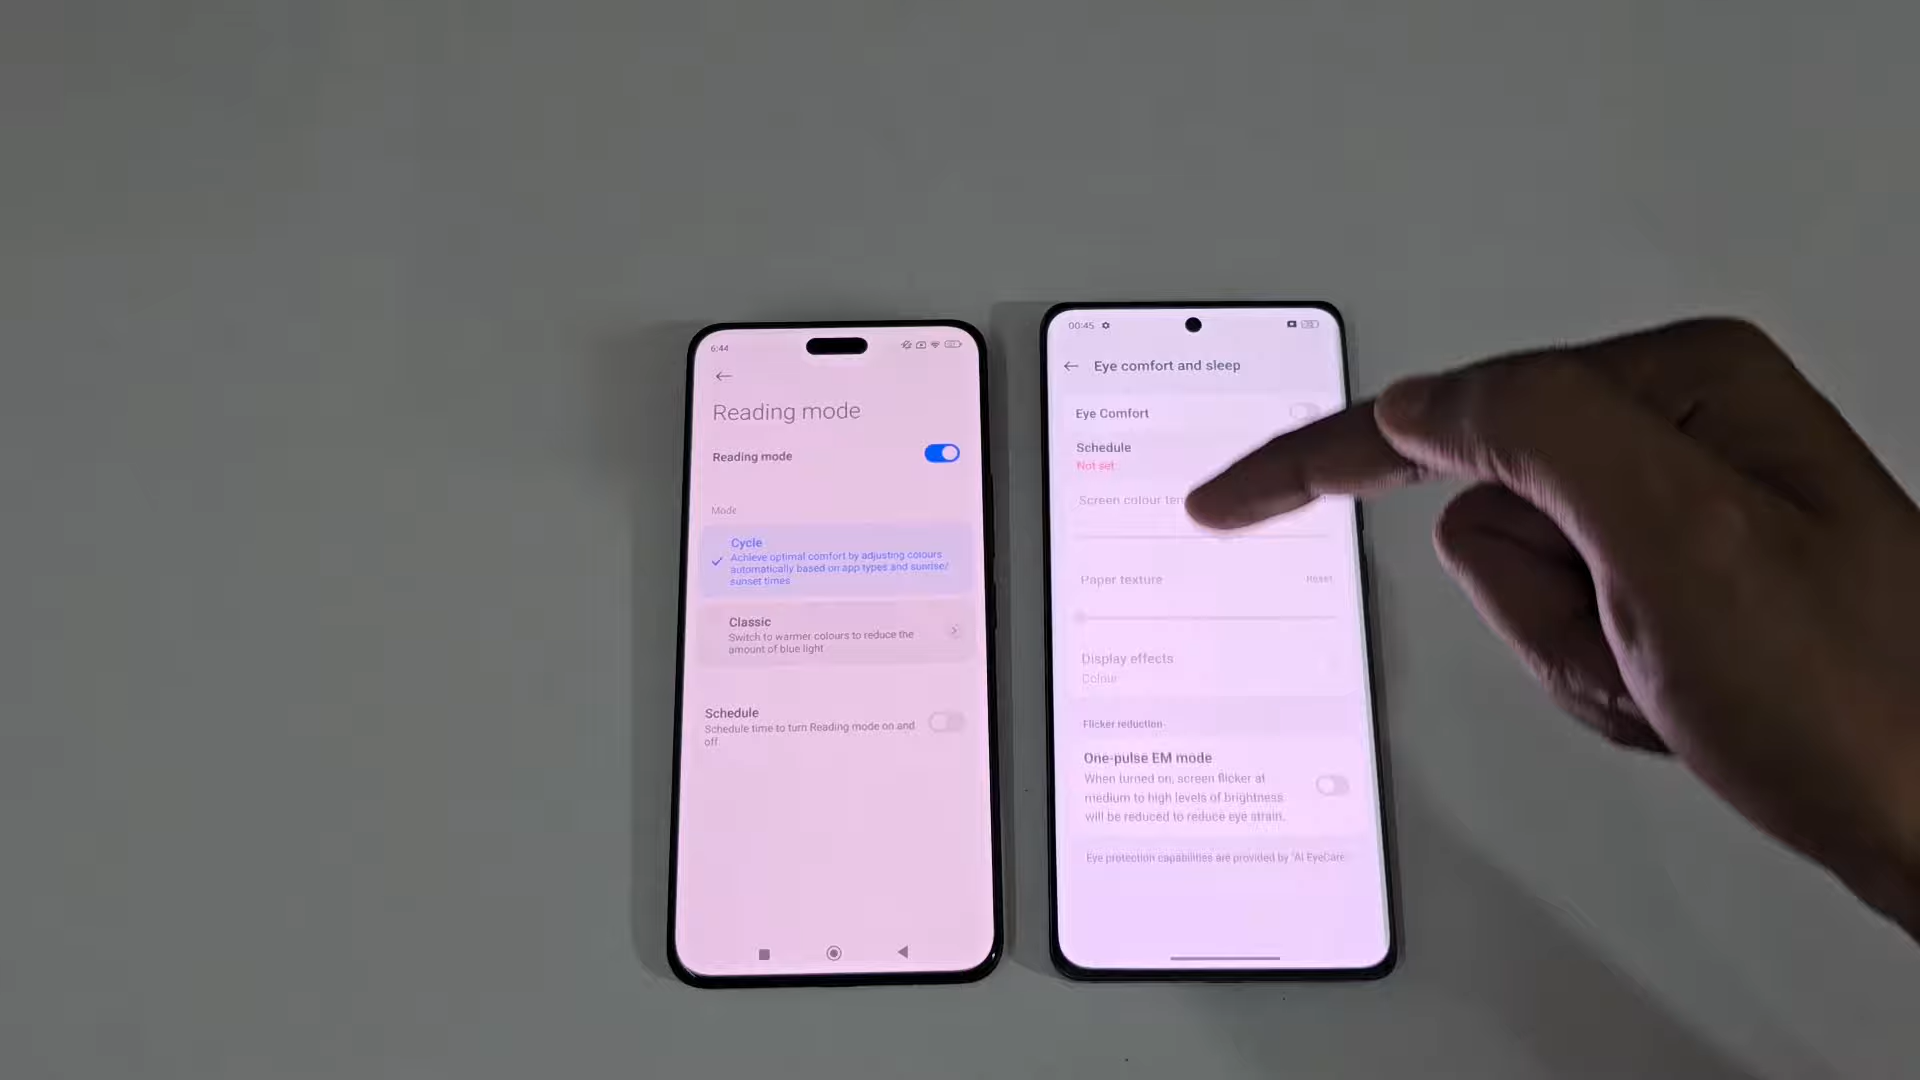 6:44
Reading mode
Reading mode
Mode
Cycle
Achieve optimal comfort by adjusting colours
automatically based on app types and sunrise/
sunset times
Classic
Switch to warmer colours to reduce the
amount of blue light
Schedule
Schedule time to turn Reading mode on and
off
00:45
Eye comfort and sleep
Eye Comfort
Schedule
Not set
Screen colour
Paper texture
Reset
Display effects
Colour
Flicker reduction
One-pulse EM mode
When turned on, screen flicker at
medium to high levels of brightness
will be reduced to reduce eye strain.
Eye protection capabilities are provided by "AI EyeCare